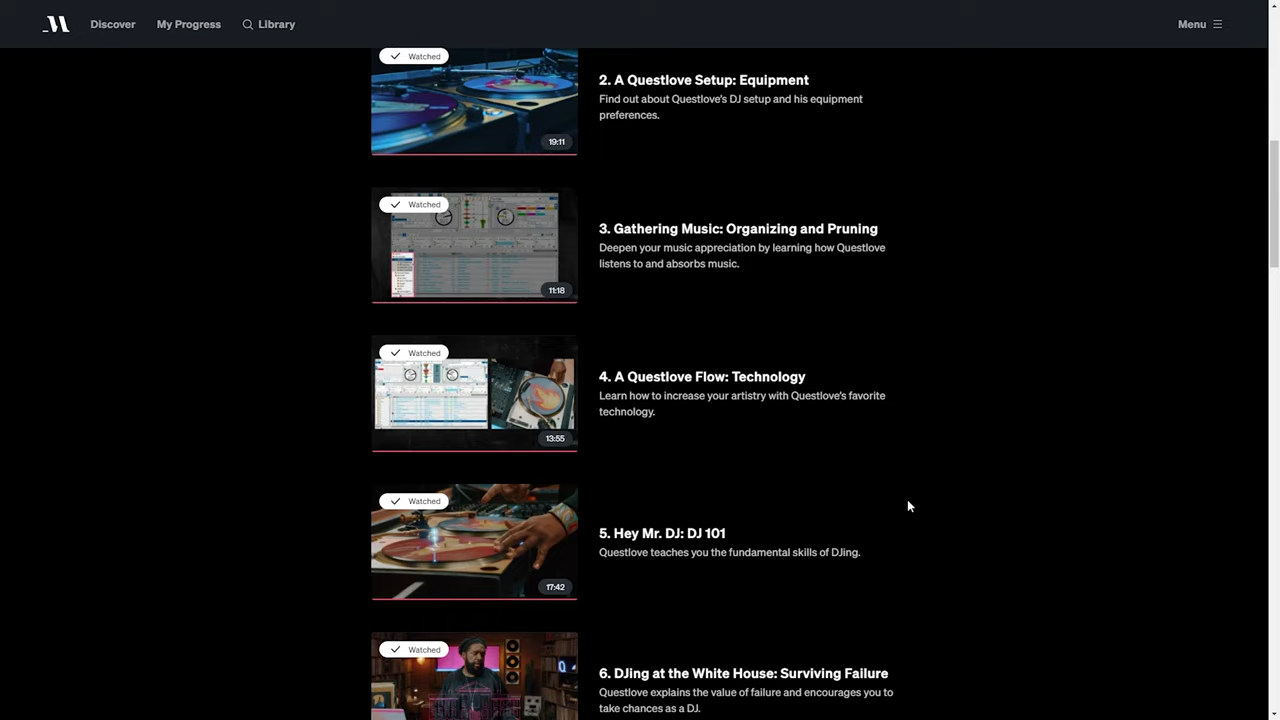 Discover My Progress Library Menu
Watched
2. A Questlove Setup: Equipment
Find out about Questlove's DJ setup and his equipment
preferences.
19:11
Watched
3. Gathering Music: Organizing and Pruning
Deepen your music appreciation by learning how Questlove
listens to and absorbs music.
11:18
Watched
4. A Questlove Flow: Technology
Learn how to increase your artistry with Questlove's favorite
technology.
13:55
Watched
5. Hey Mr. DJ: DJ 101
Questlove teaches you the fundamental skills of DJing.
17:42
Watched
6. DJing at the White House: Surviving Failure
Questlove explains the value of failure and encourages you to
take chances as a DJ.